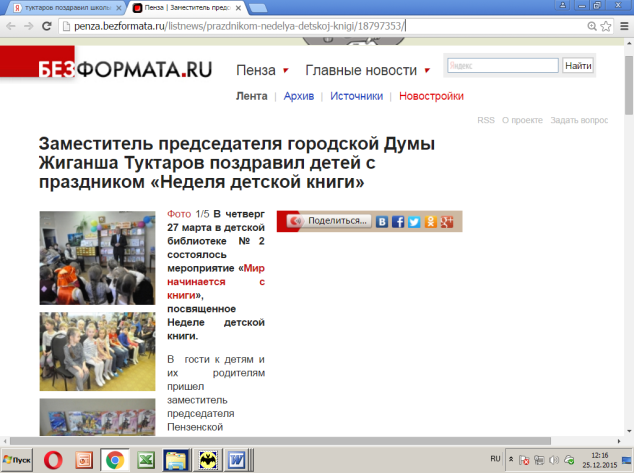 туктаров поздравил школь
Пенза | Заместитель предс
penza.bezformata.ru/listnews/prazdnikom-nedelya-detskoj-knigi/18797353/
БЕЗФОРМАТА.RU
Пенза
Главные новости
Яндекс
Найти
Лента | Архив | Источники | Новостройки
RSS О проекте Задать вопрос
Заместитель председателя городской Думы
Жиганша Туктаров поздравил детей с
праздником «Неделя детской книги»
Фото 1/5 В четверг
27 марта в детской
библиотеке №2
состоялось
мероприятие «Мир
начинается с
книги»,
посвященное
Неделе детской
книги.
Поделиться...
В гости к детям и
их родителям
пришел
заместитель
председателя
Пензенской
Пуск
RU
12:16
25.12.2015